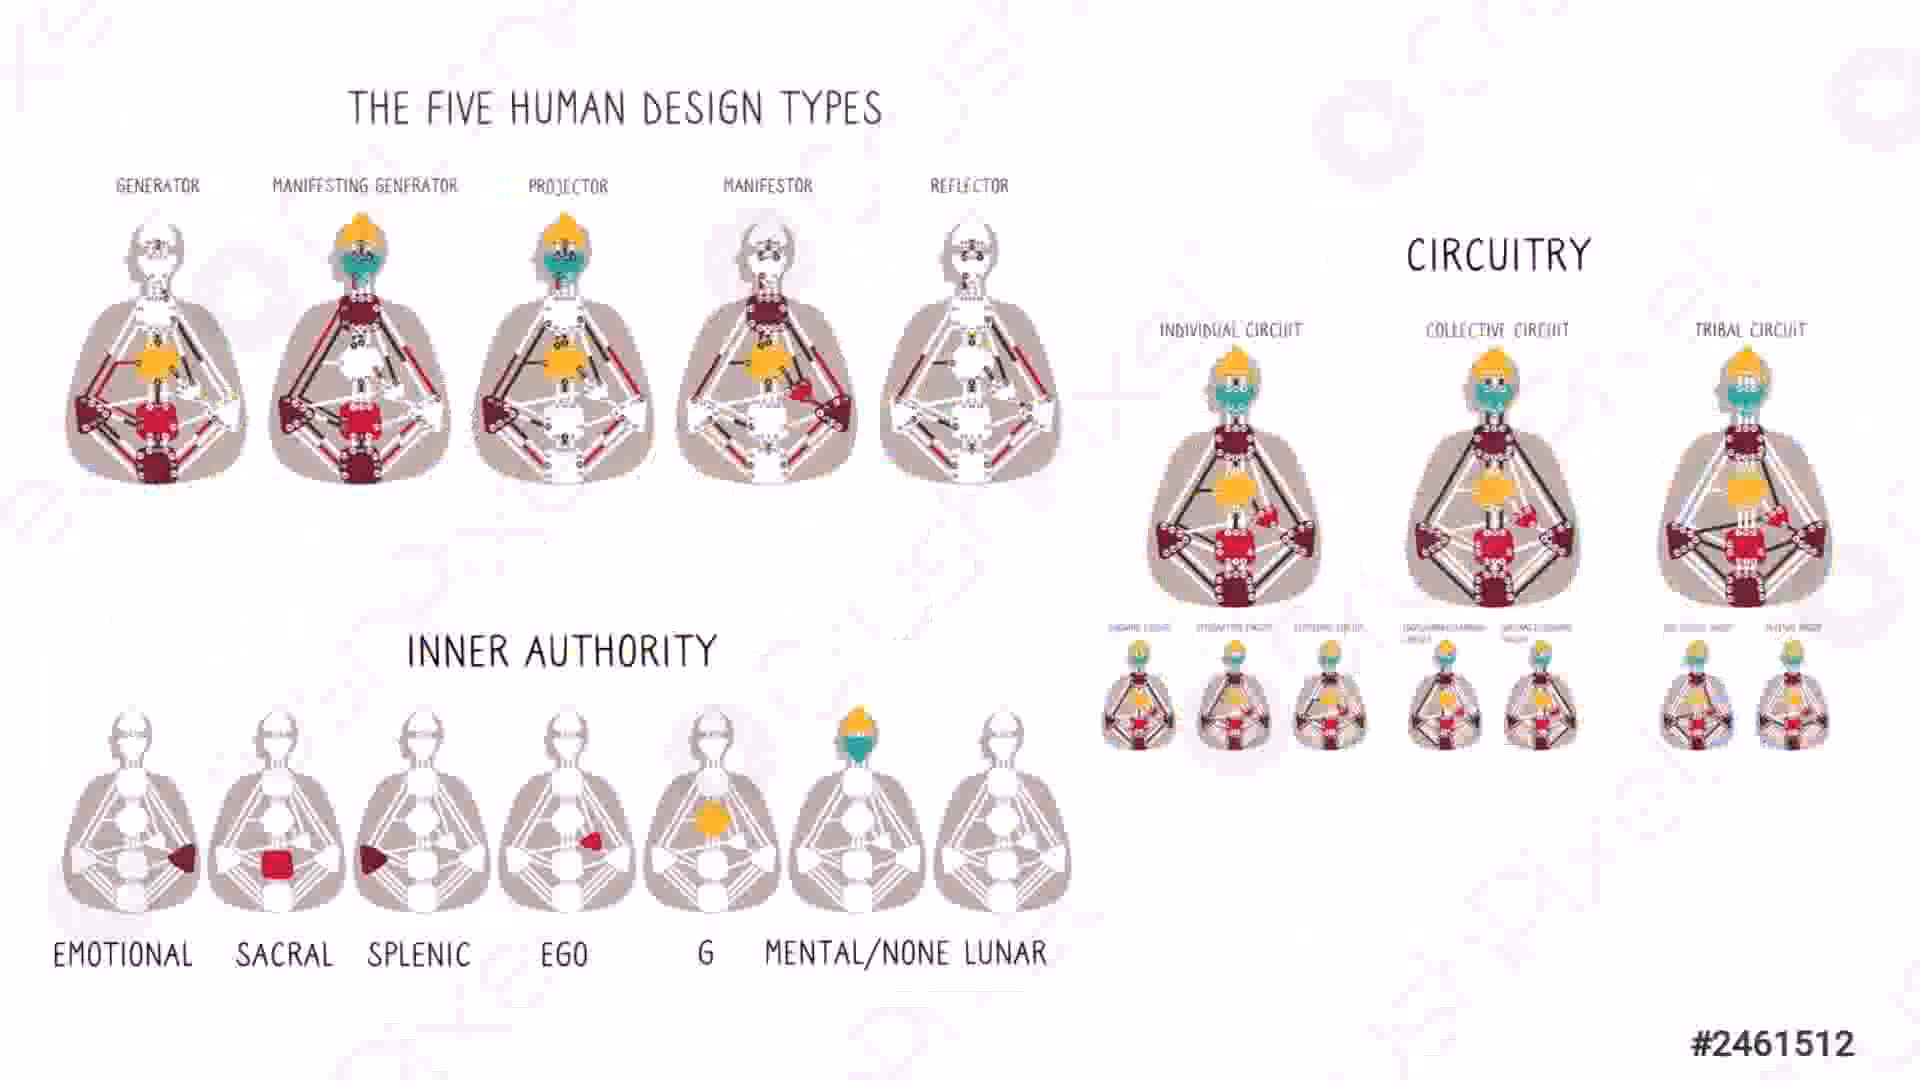 THE FIVE HUMAN DESIGN TYPES
GENERATOR
MANIFESTING GENERATOR
PROJECTOR
MANIFESTOR
REFLECTOR
INNER AUTHORITY
EMOTIONAL
SACRAL
SPLENIC
EGO
G
MENTAL/NONE
LUNAR
CIRCUITRY
INDIVIDUAL CIRCUIT
COLLECTIVE CIRCUIT
TRIBAL CIRCUIT
#2461512